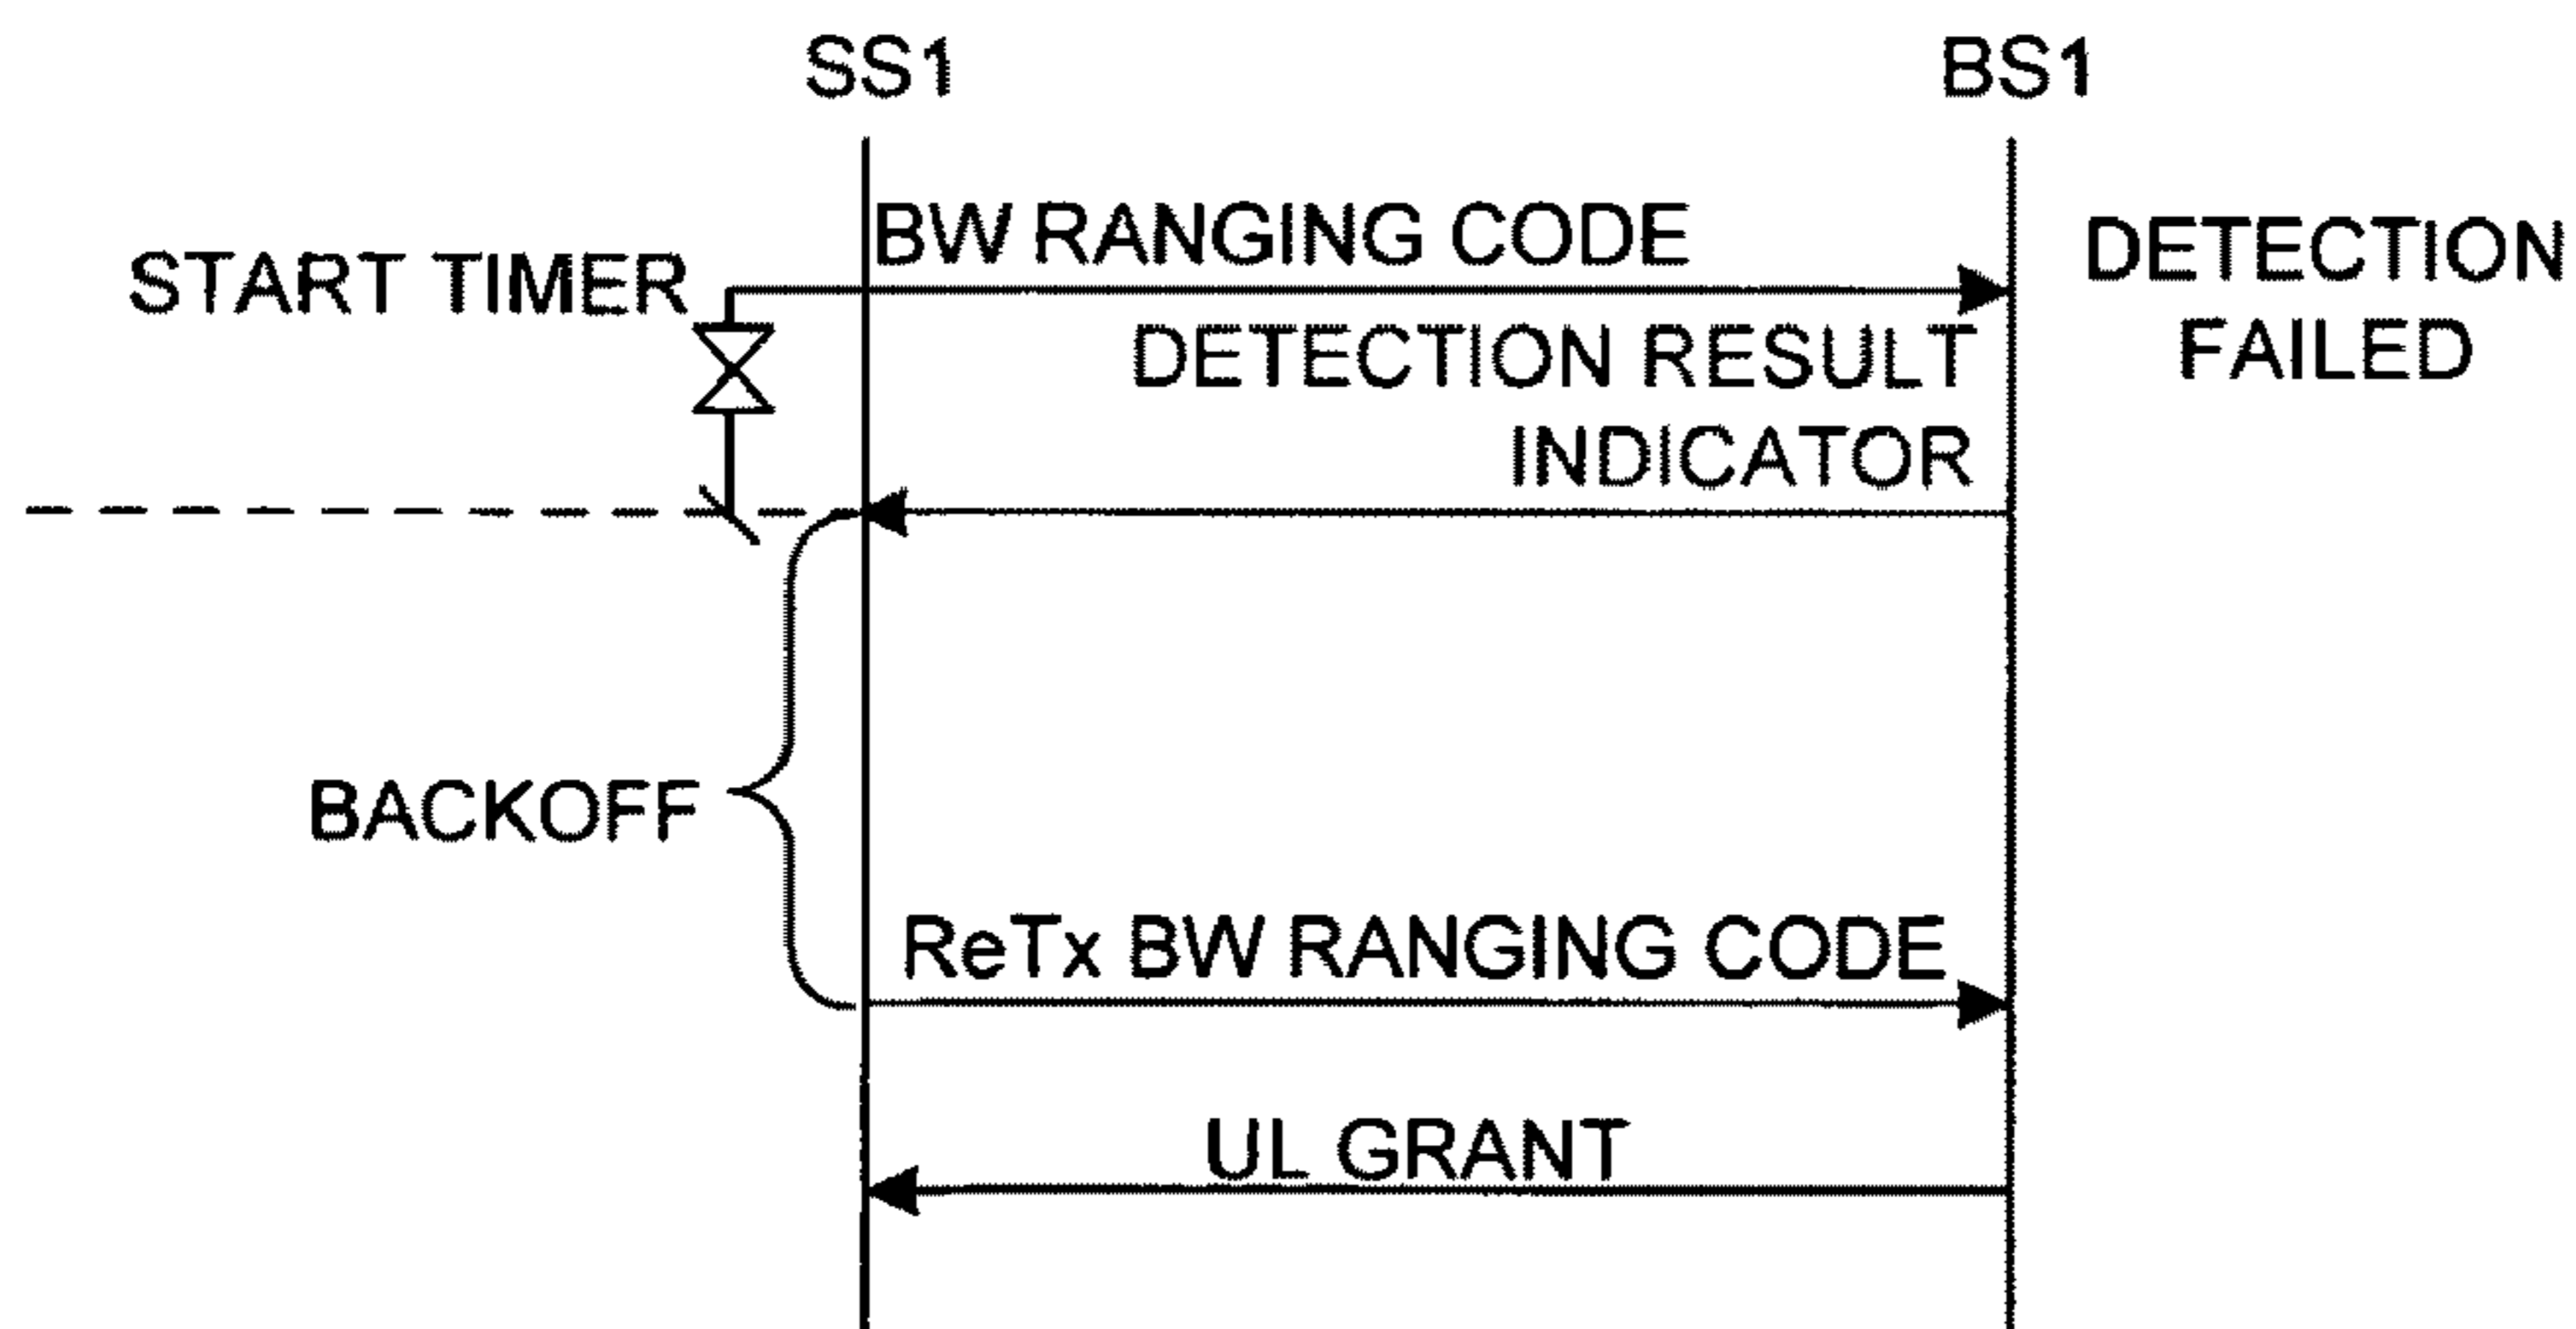 SS1
BS1
BW RANGING CODE
START TIMER
DETECTION
FAILED
DETECTION RESULT
INDICATOR
BACKOFF
ReTx BW RANGING CODE
UL GRANT